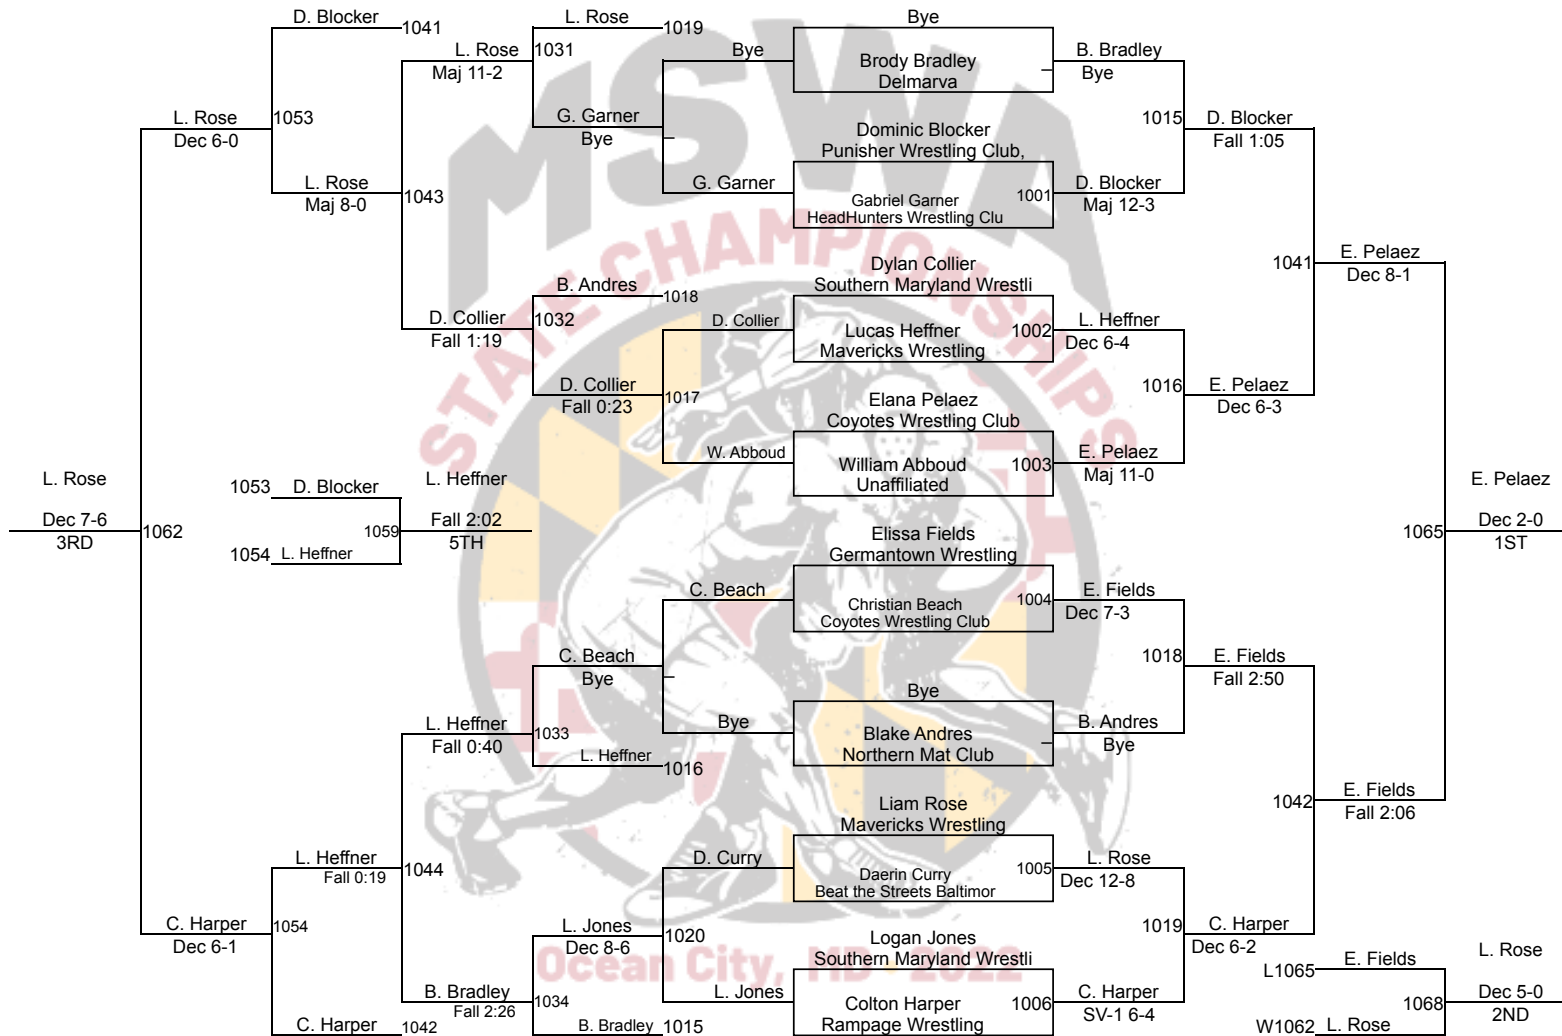 D. Blocker
1041
L. Rose
Maj 11-2
1031
L. Rose
1019
G. Garner
Bye
Bye
G. Garner
L. Rose
Dec 6-0
1053
L. Rose
Maj 8-0
1043
B. Andres
1018
D. Collier
Fall 1:19
1032
D. Collier
Fall 0:23
1017
D. Collier
W. Abboud
L. Rose
Dec 7-6
3RD
1062
1053
D. Blocker
1054
L. Heffner
1059
L. Heffner
Fall 2:02
5TH
C. Beach
C. Beach
Bye
Bye
L. Heffner
Fall 0:40
1033
L. Heffner
1016
L. Heffner
Fall 0:19
1044
C. Harper
Dec 6-1
1054
D. Curry
L. Jones
Dec 8-6
1020
L. Jones
B. Bradley
Fall 2:26
1034
B. Bradley
1015
C. Harper
1042
Bye
Brody Bradley
Delmarva
Dominic Blocker
Punisher Wrestling Club,
Gabriel Garner
HeadHunters Wrestling Clu
1001
Dylan Collier
Southern Maryland Wrestli
Lucas Heffner
Mavericks Wrestling
1002
Elana Pelaez
Coyotes Wrestling Club
William Abboud
Unaffiliated
1003
Elissa Fields
Germantown Wrestling
Christian Beach
Coyotes Wrestling Club
1004
Bye
Blake Andres
Northern Mat Club
Liam Rose
Mavericks Wrestling
Daerin Curry
Beat the Streets Baltimor
1005
Logan Jones
Southern Maryland Wrestli
Colton Harper
Rampage Wrestling
1006
B. Bradley
Bye
1015
D. Blocker
Maj 12-3
D. Blocker
Fall 1:05
L. Heffner
Dec 6-4
1016
E. Pelaez
Maj 11-0
E. Pelaez
Dec 6-3
1041
E. Pelaez
Dec 8-1
E. Fields
Dec 7-3
1018
B. Andres
Bye
E. Fields
Fall 2:50
L. Rose
Dec 12-8
1019
C. Harper
SV-1 6-4
C. Harper
Dec 6-2
1042
E. Fields
Fall 2:06
1065
E. Pelaez
Dec 2-0
1ST
L1065
E. Fields
W1062
L. Rose
1068
L. Rose
Dec 5-0
2ND
MSWA
STATE CHAMPIONSHIPS
Ocean City, MD • 2022